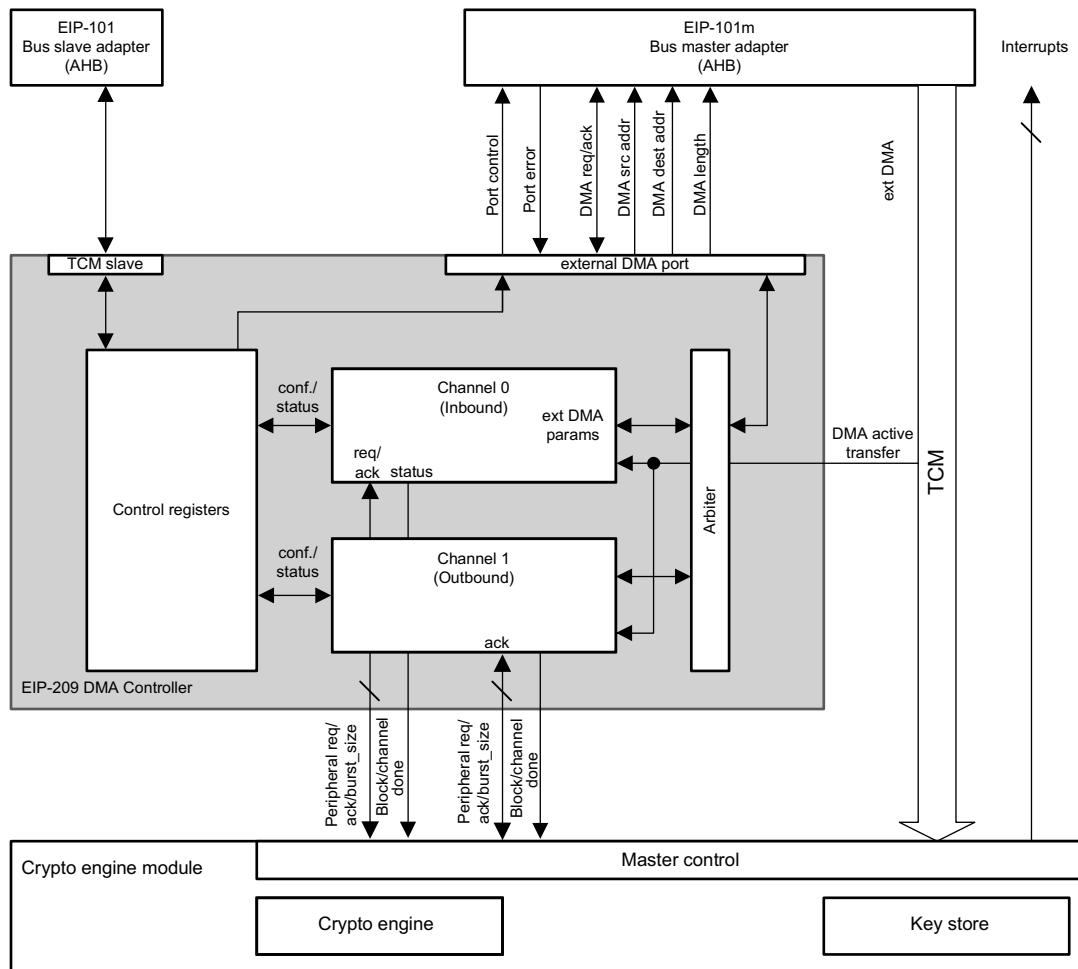 EIP-101
Bus slave adapter
(AHB)
EIP-101m
Bus master adapter
(AHB)
Interrupts
Port control
Port error
DMA req/ack
DMA src addr
DMA dest addr
DMA length
ext DMA
TCM slave
external DMA port
conf./
status
Channel 0
(Inbound)
ext DMA
params
req/
ack
status
DMA active
transfer
TCM
Control registers
Arbiter
conf./
status
Channel 1
(Outbound)
ack
EIP-209 DMA Controller
Peripheral req/
ack/burst_size
Block/channel
done
Peripheral req/
ack/burst_size
Block/channel
done
Crypto engine module
Master control
Crypto engine
Key store